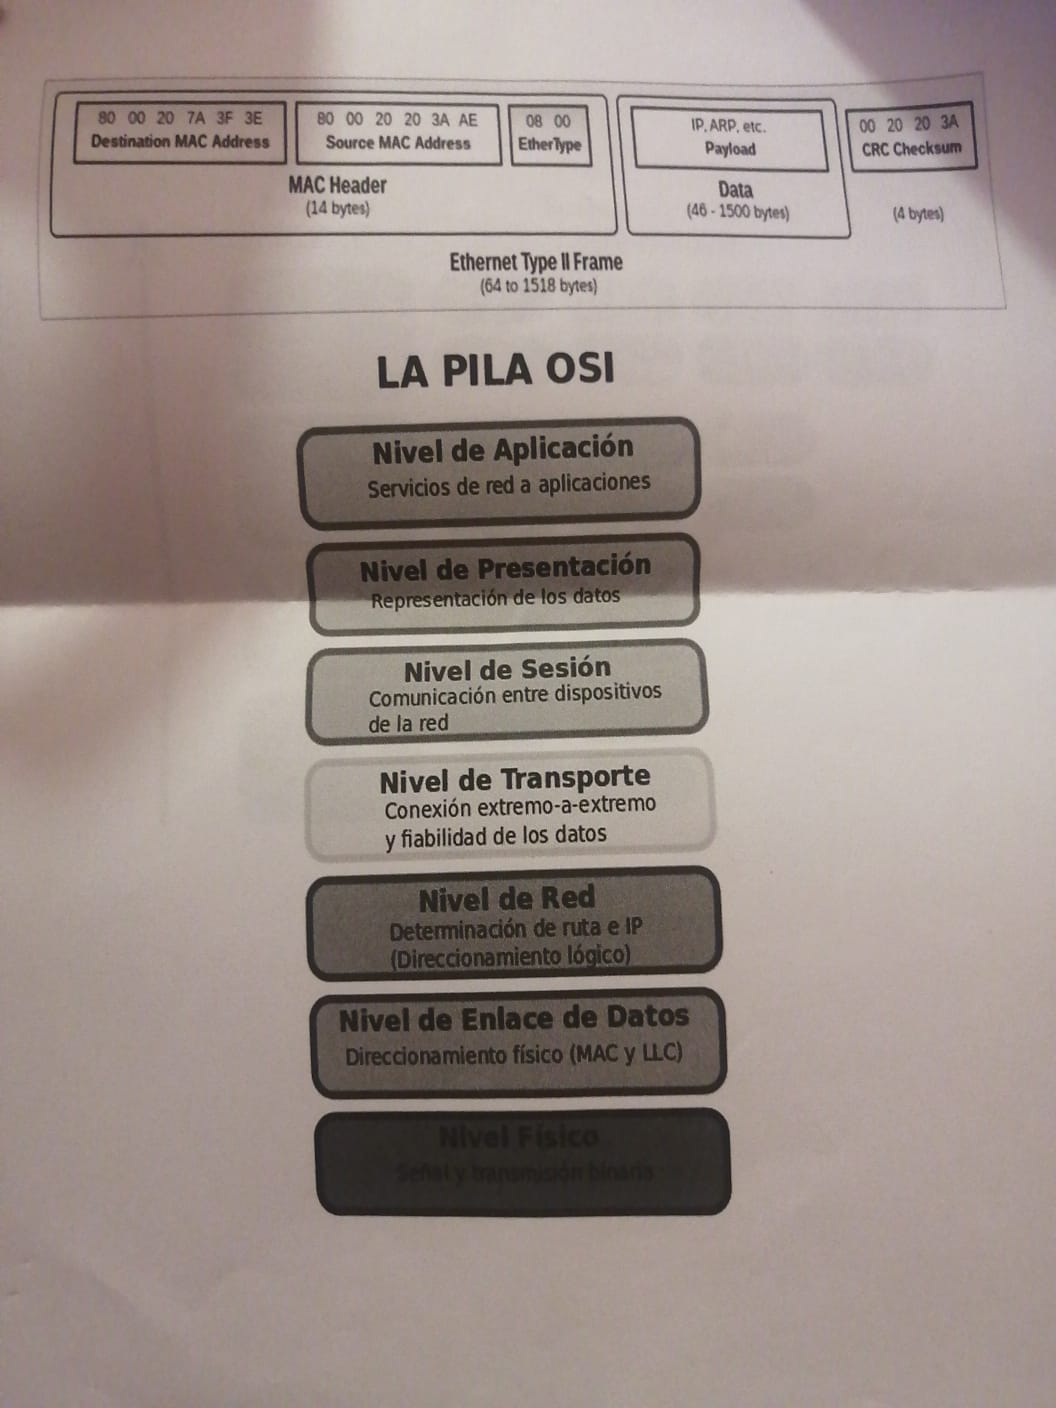 80 00 20 7A 3F 3E
Destination MAC Address
80 00 20 20 3A AE
Source MAC Address
08 00
EtherType
MAC Header
(14 bytes)
IP, ARP, etc.
Payload
Data
(46 - 1500 bytes)
00 20 20 3A
CRC Checksum
(4 bytes)
Ethernet Type II Frame
(64 to 1518 bytes)
LA PILA OSI
Nivel de Aplicación
Servicios de red a aplicaciones
Nivel de Presentación
Representación de los datos
Nivel de Sesión
Comunicación entre dispositivos
de la red
Nivel de Transporte
Conexión extremo-a-extremo
y fiabilidad de los datos
Nivel de Red
Determinación de ruta e IP
(Direccionamiento lógico)
Nivel de Enlace de Datos
Direccionamiento físico (MAC y LLC)
Nivel Físico
Señal y transmisión binaria